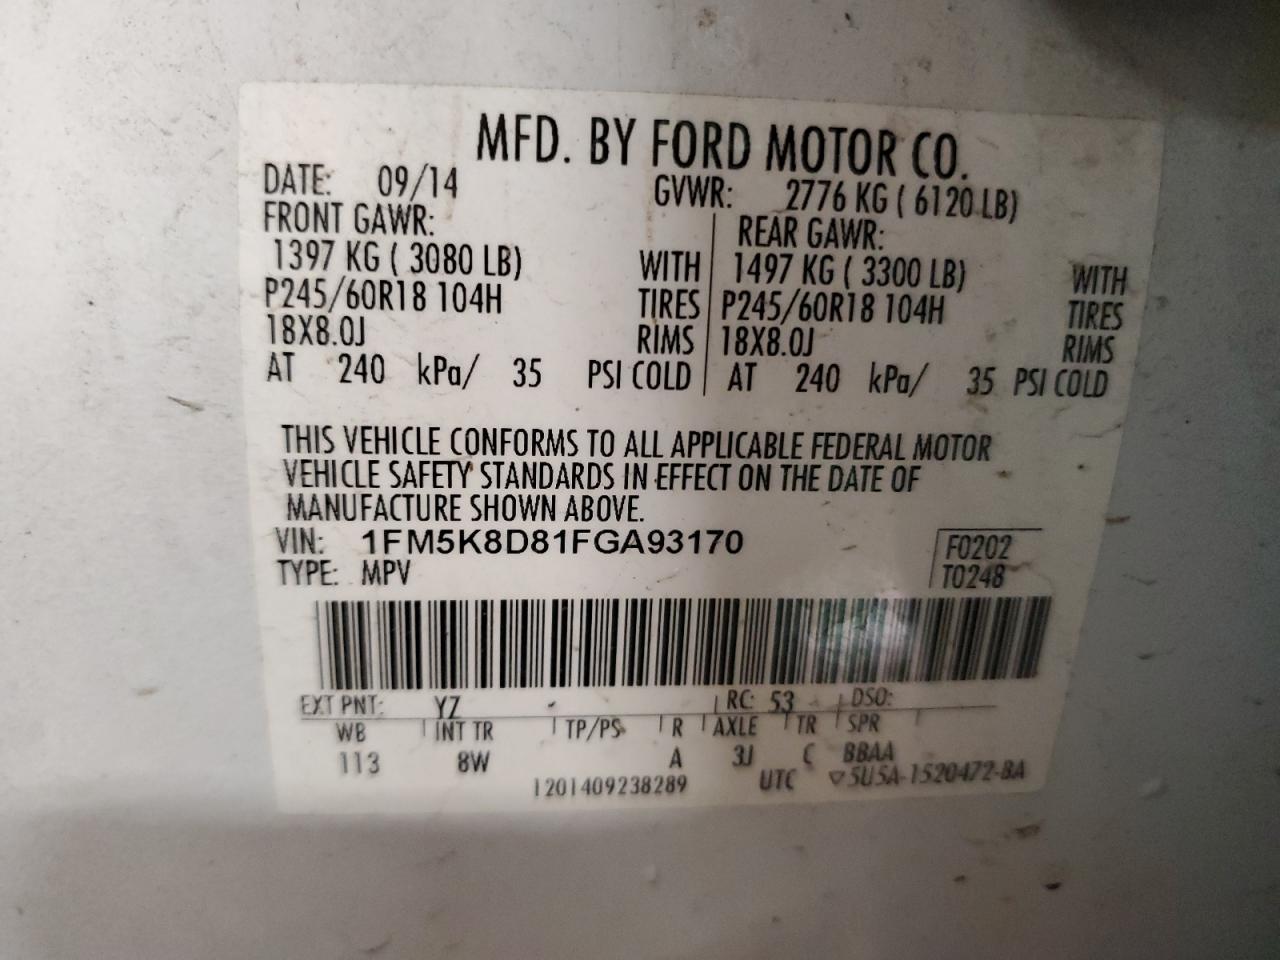 MFD. BY FORD MOTOR CO.
DATE: 09/14 GVWR: 2776 KG ( 6120 LB)
FRONT GAWR: REAR GAWR:
1397 KG ( 3080 LB) WITH 1497 KG ( 3300 LB) WITH
P245/60R18 104H TIRES P245/60R18 104H TIRES
18X8.0J RIMS 18X8.0J RIMS
AT 240 kPa/ 35 PSI COLD AT 240 kPa/ 35 PSI COLD
THIS VEHICLE CONFORMS TO ALL APPLICABLE FEDERAL MOTOR
VEHICLE SAFETY STANDARDS IN EFFECT ON THE DATE OF
MANUFACTURE SHOWN ABOVE.
VIN: 1FM5K8D81FGA93170 F0202
TYPE: MPV T0248
EXT PNT: YZ RC: 53 DSO:
WB INT TR TP/PS R AXLE TR SPR
113 8W A 3J C BBAA
1201409238289 UTC ▽5U5A-1520472-BA